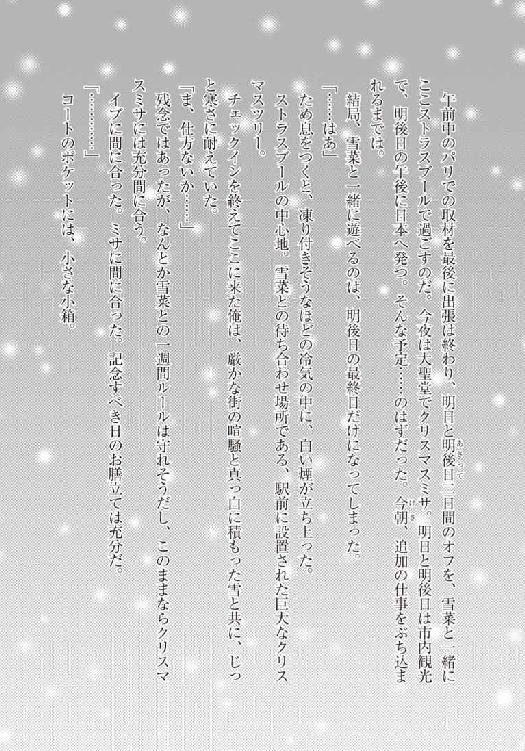 午前中のパリでの取材を最後に出張は終わり、明日と明後日二日間のオフを、雪菜と一緒に
ここストラスブールで過ごすのだ。今夜は大聖堂でクリスマスミサ。明日と明後日は市内観光
で、明後日の午後に日本へ発つ。そんな予定……のはずだった。今朝、追加の仕事をぶち込ま
れるまでは。
結局、雪菜と一緒に遊べるのは、明後日の最終日だけになってしまった。
「……はあ」
ため息をつくと、凍り付きそうなほどの冷気の中に、白い煙が立ち上った。
ストラスブールの中心地。雪菜との待ち合わせ場所である、駅前に設置された巨大なクリス
マスツリー。
チェックインを終えてここに来た俺は、厳かな街の喧騒と真っ白に積もった雪と共に、じっ
と寒さに耐えていた。
「ま、仕方ないか……」
残念ではあったが、なんとか雪菜との一週間ルールは守れそうだし、このままならクリスマ
スミサには充分間に合う。
イブに間に合った。ミサに間に合った。記念すべき日のお膳立ては充分だ。
「…………」
コートのポケットには、小さな小箱。